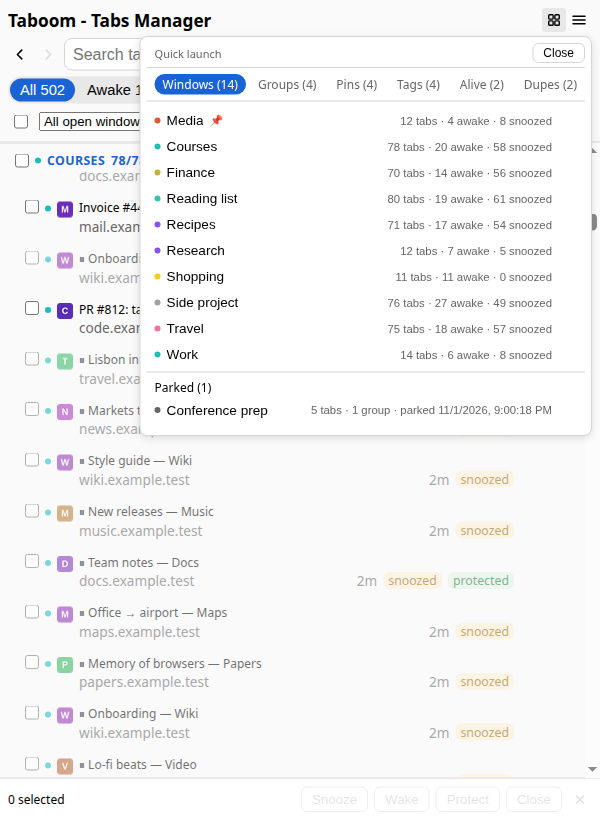 Taboom - Tabs Manager
Search ta
Quick launch
Close
All 502
Awake 1
Windows (14)
Groups (4)
Pins (4)
Tags (4)
Alive (2)
Dupes (2)
All open window
Media 📌 12 tabs · 4 awake · 8 snoozed
Courses 78 tabs · 20 awake · 58 snoozed
Finance 70 tabs · 14 awake · 56 snoozed
Reading list 80 tabs · 19 awake · 61 snoozed
Recipes 71 tabs · 17 awake · 54 snoozed
Research 12 tabs · 7 awake · 5 snoozed
Shopping 11 tabs · 11 awake · 0 snoozed
Side project 76 tabs · 27 awake · 49 snoozed
Travel 75 tabs · 18 awake · 57 snoozed
Work 14 tabs · 6 awake · 8 snoozed
Parked (1)
Conference prep 5 tabs · 1 group · parked 11/1/2026, 9:00:18 PM
COURSES 78/7
docs.exar
M Invoice #44
mail.exan
W Onboardi
wiki.exam
C PR #812: ta
code.exar
T Lisbon in
travel.exa
N Markets t
news.exar
W Style guide — Wiki
wiki.example.test 2m snoozed
M New releases — Music
music.example.test 2m snoozed
D Team notes — Docs
docs.example.test 2m snoozed protected
M Office → airport — Maps
maps.example.test 2m snoozed
P Memory of browsers — Papers
papers.example.test 2m snoozed
W Onboarding — Wiki
wiki.example.test 2m snoozed
V Lo-fi beats — Video
0 selected
Snooze
Wake
Protect
Close